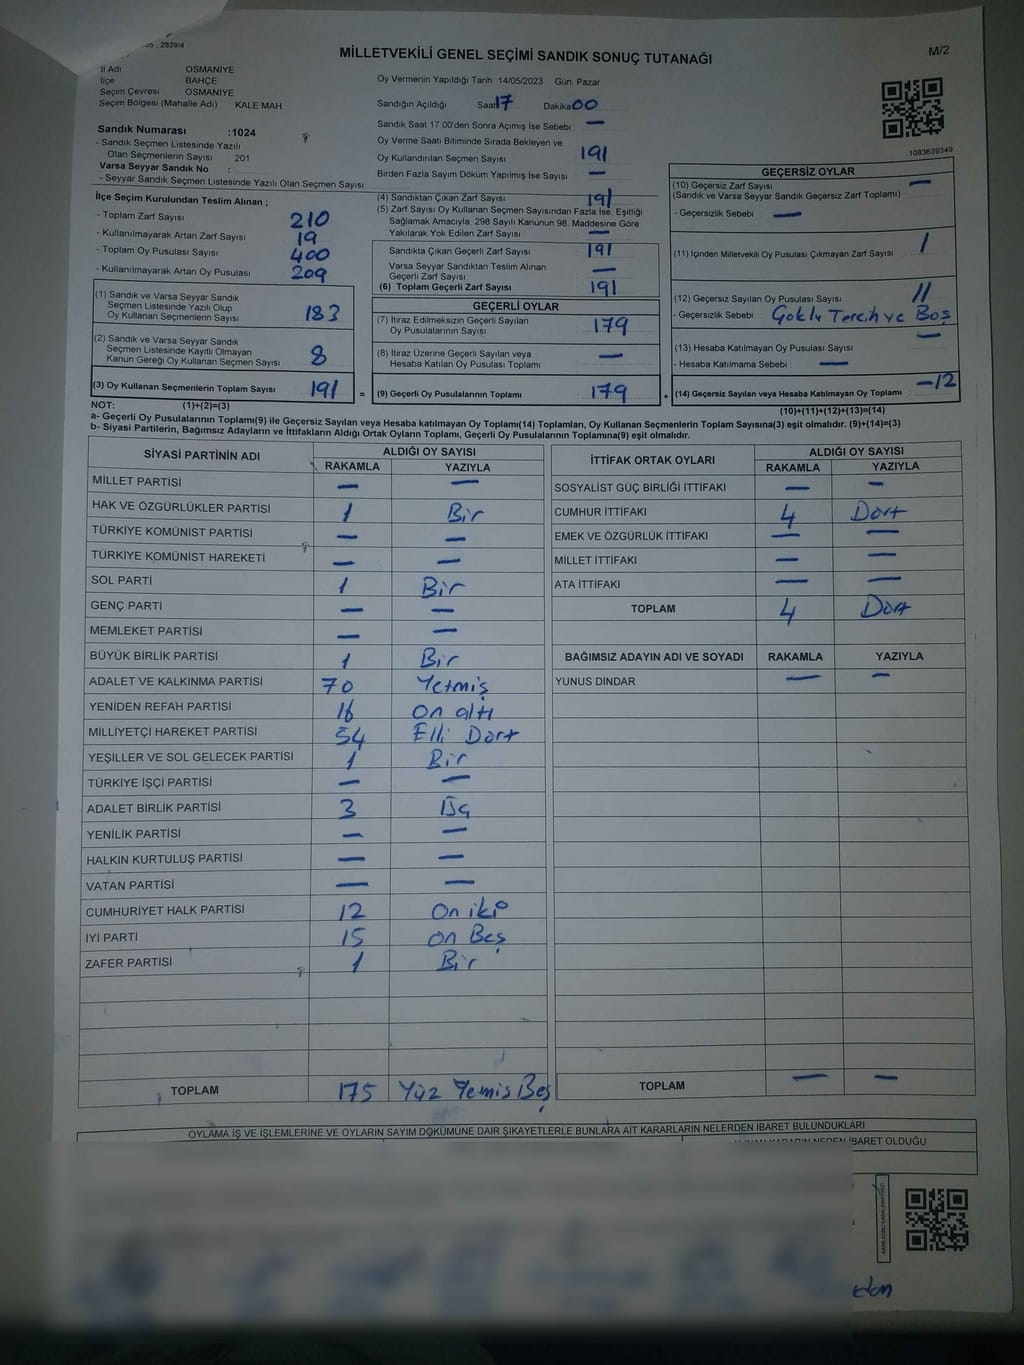 2839/4
MİLLETVEKİLİ GENEL SEÇİMİ SANDIK SONUÇ TUTANAĞI
M/2
İl Adı OSMANİYE
İlçe BAHÇE
Seçim Çevresi OSMANİYE
Seçim Bölgesi (Mahalle Adı) KALE MAH
Oy Vermenin Yapıldığı Tarih 14/05/2023 Gün: Pazar
Sandığın Açıldığı Saat 17 Dakika 00
Sandık Saat 17.00'den Sonra Açımış İse Sebebi —
Sandık Numarası :1024
- Sandık Seçmen Listesinde Yazılı
Olan Seçmenlerin Sayısı 201
Varsa Seyyar Sandık No :
- Seyyar Sandık Seçmen Listesinde Yazılı Olan Seçmen Sayısı
Oy Verme Saati Bitiminde Sırada Bekleyen ve
Oy Kullandırılan Seçmen Sayısı 191
Birden Fazla Sayım Döküm Yapılmış İse Sayısı —
1083639349
İlçe Seçim Kurulundan Teslim Alınan ;
- Toplam Zarf Sayısı 210
- Kullanılmayarak Artan Zarf Sayısı 19
- Toplam Oy Pusulası Sayısı 400
- Kullanılmayarak Artan Oy Pusulası 209
(1) Sandık ve Varsa Seyyar Sandık
Seçmen Listesinde Yazılı Olup
Oy Kullanan Seçmenlerin Sayısı 183
(2) Sandık ve Varsa Seyyar Sandık
Seçmen Listesinde Kayıtlı Olmayan
Kanun Gereği Oy Kullanan Seçmen Sayısı 8
(3) Oy Kullanan Seçmenlerin Toplam Sayısı 191 =
(4) Sandıktan Çıkan Zarf Sayısı 191
(5) Zarf Sayısı Oy Kullanan Seçmen Sayısından Fazla İse, Eşitliği
Sağlamak Amacıyla; 298 Sayılı Kanunun 98. Maddesine Göre
Yakılarak Yok Edilen Zarf Sayısı —
Sandıkta Çıkan Geçerli Zarf Sayısı 191
Varsa Seyyar Sandıktan Teslim Alınan
Geçerli Zarf Sayısı —
(6) Toplam Geçerli Zarf Sayısı 191
GEÇERLİ OYLAR
(7) İtiraz Edilmeksizin Geçerli Sayılan
Oy Pusulalarının Sayısı 179
(8) İtiraz Üzerine Geçerli Sayılan veya
Hesaba Katılan Oy Pusulası Toplamı —
(9) Geçerli Oy Pusulalarının Toplamı 179 +
GEÇERSİZ OYLAR
(10) Geçersiz Zarf Sayısı —
(Sandık ve Varsa Seyyar Sandık Geçersiz Zarf Toplamı)
- Geçersizlik Sebebi : —
(11) İçinden Milletvekili Oy Pusulası Çıkmayan Zarf Sayısı 1
(12) Geçersiz Sayılan Oy Pusulası Sayısı 11
- Geçersizlik Sebebi : Çoklu Tercih ve Boş
(13) Hesaba Katılmayan Oy Pusulası Sayısı —
- Hesaba Katılmama Sebebi : —
(14) Geçersiz Sayılan veya Hesaba Katılmayan Oy Toplamı —12
NOT: (1)+(2)=(3)
(10)+(11)+(12)+(13)=(14)
a- Geçerli Oy Pusulalarının Toplamı(9) ile Geçersiz Sayılan veya Hesaba katılmayan Oy Toplamı(14) Toplamları, Oy Kullanan Seçmenlerin Toplam Sayısına(3) eşit olmalıdır. (9)+(14)=(3)
b- Siyasi Partilerin, Bağımsız Adayların ve İttifakların Aldığı Ortak Oyların Toplamı, Geçerli Oy Pusulalarının Toplamına(9) eşit olmalıdır.
SİYASİ PARTİNİN ADI ALDIĞI OY SAYISI
RAKAMLA YAZIYLA
MİLLET PARTİSİ — —
HAK VE ÖZGÜRLÜKLER PARTİSİ 1 Bir
TÜRKİYE KOMÜNİST PARTİSİ — —
TÜRKİYE KOMÜNİST HAREKETİ — —
SOL PARTİ 1 Bir
GENÇ PARTİ — —
MEMLEKET PARTİSİ — —
BÜYÜK BİRLİK PARTİSİ 1 Bir
ADALET VE KALKINMA PARTİSİ 70 Yetmiş
YENİDEN REFAH PARTİSİ 16 On altı
MİLLİYETÇİ HAREKET PARTİSİ 54 Elli Dört
YEŞİLLER VE SOL GELECEK PARTİSİ 1 Bir
TÜRKİYE İŞÇİ PARTİSİ — —
ADALET BİRLİK PARTİSİ 3 Üç
YENİLİK PARTİSİ — —
HALKIN KURTULUŞ PARTİSİ — —
VATAN PARTİSİ — —
CUMHURİYET HALK PARTİSİ 12 On iki
İYİ PARTİ 15 On Beş
ZAFER PARTİSİ 1 Bir
TOPLAM 175 Yüz Yemiş Beş
İTTİFAK ORTAK OYLARI ALDIĞI OY SAYISI
RAKAMLA YAZIYLA
SOSYALİST GÜÇ BİRLİĞİ İTTİFAKI — —
CUMHUR İTTİFAKI 4 Dört
EMEK VE ÖZGÜRLÜK İTTİFAKI — —
MİLLET İTTİFAKI — —
ATA İTTİFAKI — —
TOPLAM 4 Dört
BAĞIMSIZ ADAYIN ADI VE SOYADI RAKAMLA YAZIYLA
YUNUS DINDAR — —
TOPLAM — —
OYLAMA İŞ VE İŞLEMLERİNE VE OYLARIN SAYIM DÖKÜMÜNE DAİR ŞİKAYETLERLE BUNLARA AİT KARARLARIN NELERDEN İBARET BULUNDUKLARI
NEDEN İBARET OLDUĞU